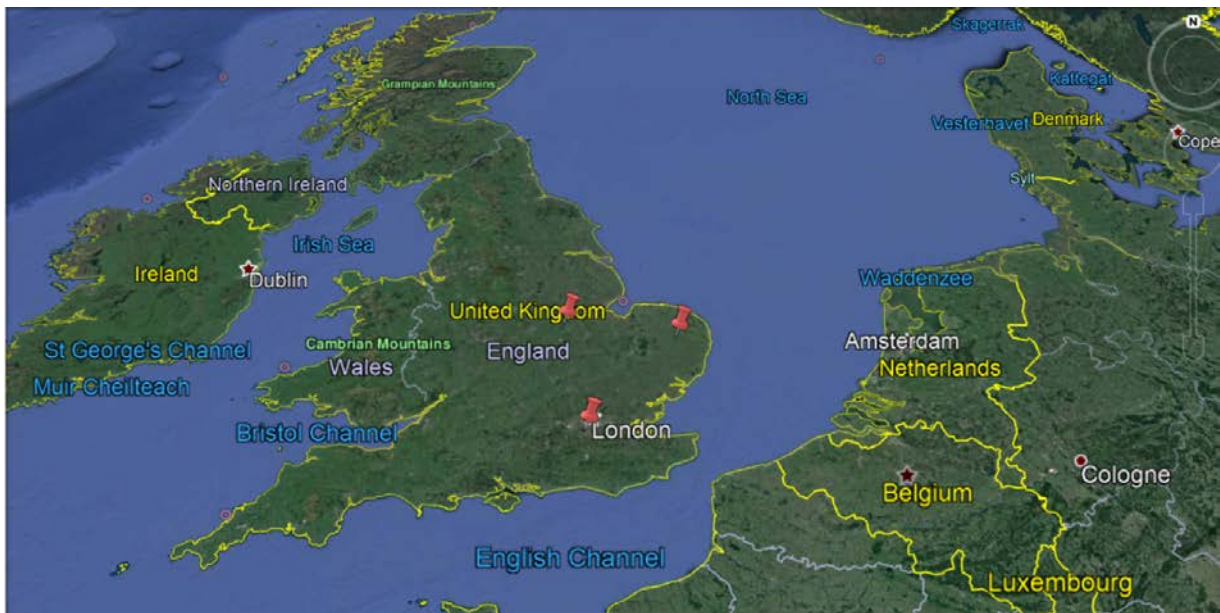 N
Skagerrak
Grampian Mountains
Kattegat
North Sea
Vesterhavet
Denmark
Cope
Northern Ireland
Sylt
Irish Sea
Ireland
Dublin
Waddenzee
United Kingdom
Amsterdam
Cambrian Mountains
England
St George's Channel
Wales
Netherlands
Muir Cheilteach
London
Bristol Channel
Cologne
Belgium
English Channel
Luxembourg